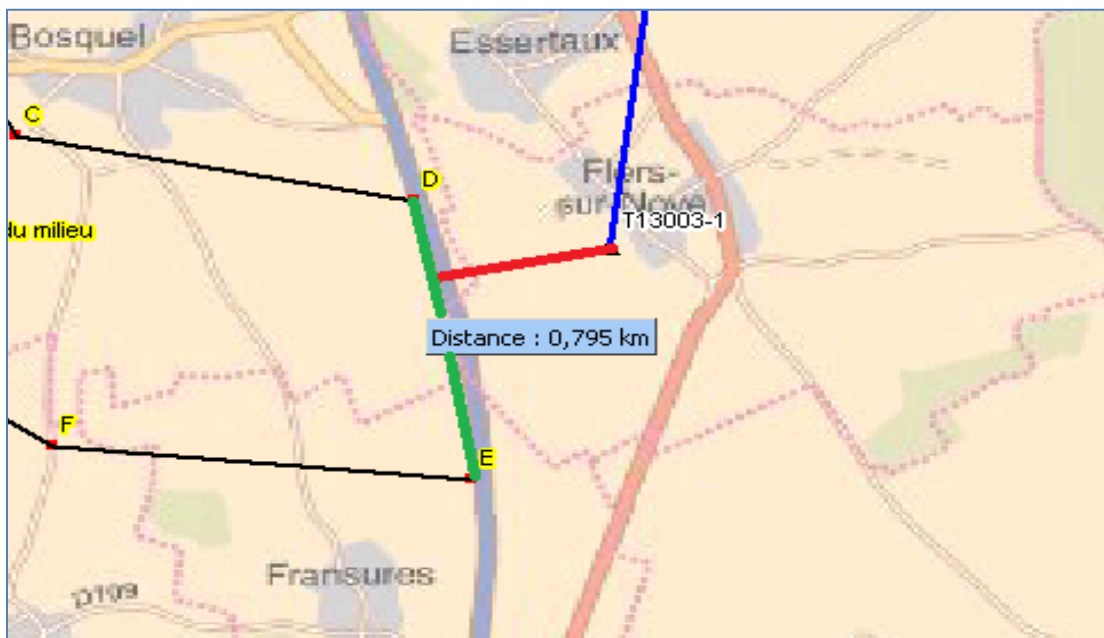 Bosquel
Essertaux
C
D
Flers-
sur-Noye
T13003-1
du milieu
Distance : 0,795 km
F
E
Fransures
D109